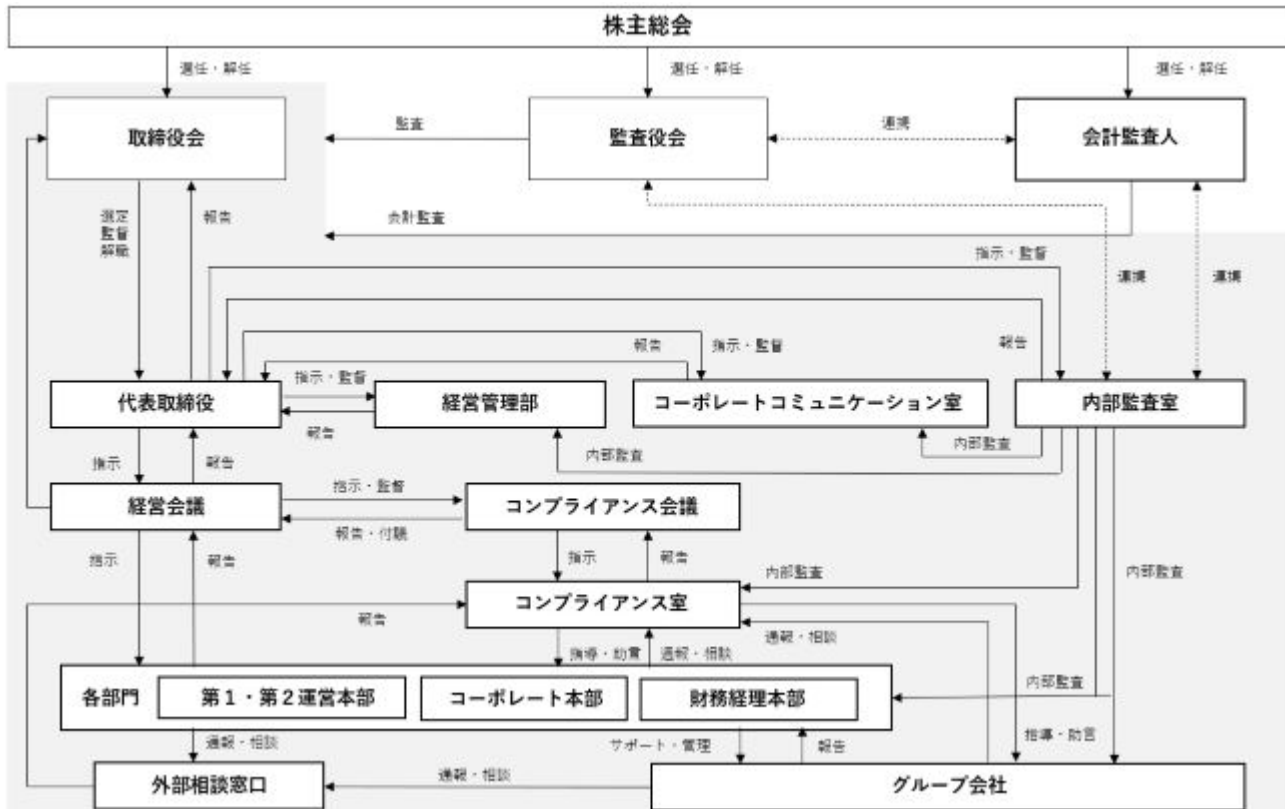 株主総会
選任・解任
選任・解任
選任・解任
取締役会
監査
監査役会
連携
会計監査人
選定
監督
解職
報告
会計監査
指示・監督
連携
連携
報告
指示・監督
報告
指示・監督
代表取締役
経営管理部
コーポレートコミュニケーション室
内部監査室
報告
内部監査
内部監査
指示
報告
経営会議
指示・監督
報告・付議
コンプライアンス会議
指示
報告
指示
報告
内部監査
内部監査
コンプライアンス室
報告
通報・相談
指導・助言
通報・相談
各部門
第1・第2運営本部
コーポレート本部
財務経理本部
内部監査
通報・相談
サポート・管理
報告
指導・助言
外部相談窓口
通報・相談
グループ会社